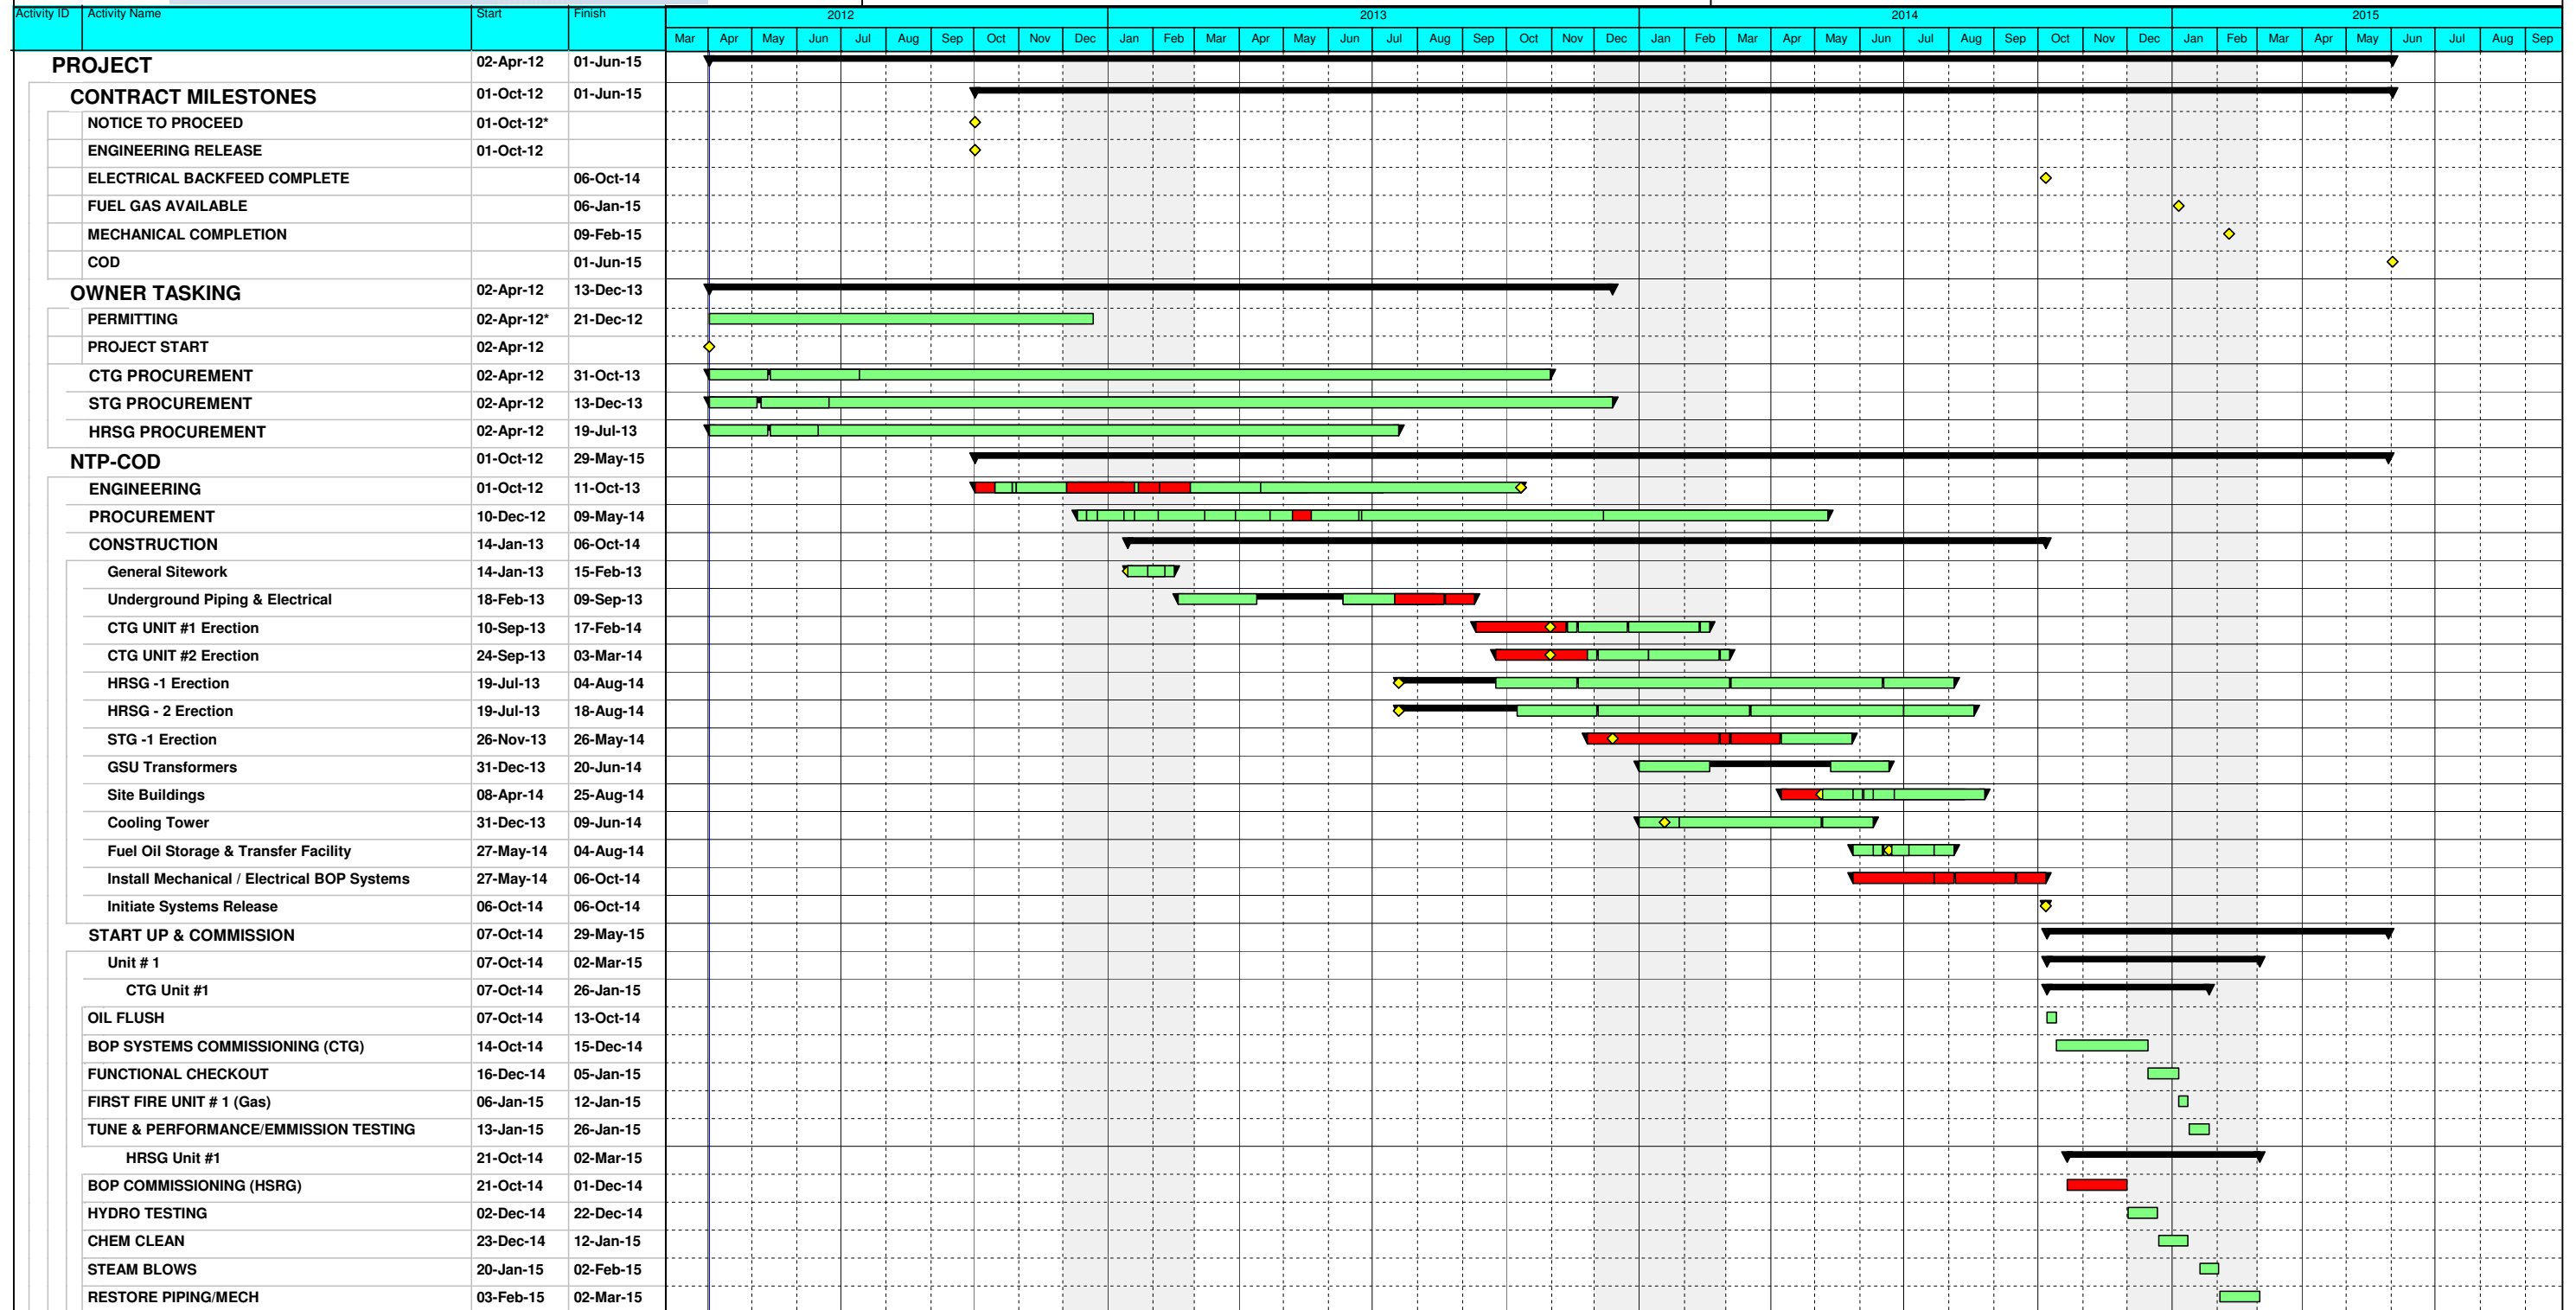 Activity ID Activity Name Start Finish 2012 2013 2014 2015
Mar Apr May Jun Jul Aug Sep Oct Nov Dec Jan Feb Mar Apr May Jun Jul Aug Sep Oct Nov Dec Jan Feb Mar Apr May Jun Jul Aug Sep Oct Nov Dec Jan Feb Mar Apr May Jun Jul Aug Sep
PROJECT 02-Apr-12 01-Jun-15
CONTRACT MILESTONES 01-Oct-12 01-Jun-15
NOTICE TO PROCEED 01-Oct-12*
ENGINEERING RELEASE 01-Oct-12
ELECTRICAL BACKFEED COMPLETE 06-Oct-14
FUEL GAS AVAILABLE 06-Jan-15
MECHANICAL COMPLETION 09-Feb-15
COD 01-Jun-15
OWNER TASKING 02-Apr-12 13-Dec-13
PERMITTING 02-Apr-12* 21-Dec-12
PROJECT START 02-Apr-12
CTG PROCUREMENT 02-Apr-12 31-Oct-13
STG PROCUREMENT 02-Apr-12 13-Dec-13
HRSG PROCUREMENT 02-Apr-12 19-Jul-13
NTP-COD 01-Oct-12 29-May-15
ENGINEERING 01-Oct-12 11-Oct-13
PROCUREMENT 10-Dec-12 09-May-14
CONSTRUCTION 14-Jan-13 06-Oct-14
General Sitework 14-Jan-13 15-Feb-13
Underground Piping & Electrical 18-Feb-13 09-Sep-13
CTG UNIT #1 Erection 10-Sep-13 17-Feb-14
CTG UNIT #2 Erection 24-Sep-13 03-Mar-14
HRSG -1 Erection 19-Jul-13 04-Aug-14
HRSG - 2 Erection 19-Jul-13 18-Aug-14
STG -1 Erection 26-Nov-13 26-May-14
GSU Transformers 31-Dec-13 20-Jun-14
Site Buildings 08-Apr-14 25-Aug-14
Cooling Tower 31-Dec-13 09-Jun-14
Fuel Oil Storage & Transfer Facility 27-May-14 04-Aug-14
Install Mechanical / Electrical BOP Systems 27-May-14 06-Oct-14
Initiate Systems Release 06-Oct-14 06-Oct-14
START UP & COMMISSION 07-Oct-14 29-May-15
Unit # 1 07-Oct-14 02-Mar-15
CTG Unit #1 07-Oct-14 26-Jan-15
OIL FLUSH 07-Oct-14 13-Oct-14
BOP SYSTEMS COMMISSIONING (CTG) 14-Oct-14 15-Dec-14
FUNCTIONAL CHECKOUT 16-Dec-14 05-Jan-15
FIRST FIRE UNIT # 1 (Gas) 06-Jan-15 12-Jan-15
TUNE & PERFORMANCE/EMMISSION TESTING 13-Jan-15 26-Jan-15
HRSG Unit #1 21-Oct-14 02-Mar-15
BOP COMMISSIONING (HSRG) 21-Oct-14 01-Dec-14
HYDRO TESTING 02-Dec-14 22-Dec-14
CHEM CLEAN 23-Dec-14 12-Jan-15
STEAM BLOWS 20-Jan-15 02-Feb-15
RESTORE PIPING/MECH 03-Feb-15 02-Mar-15